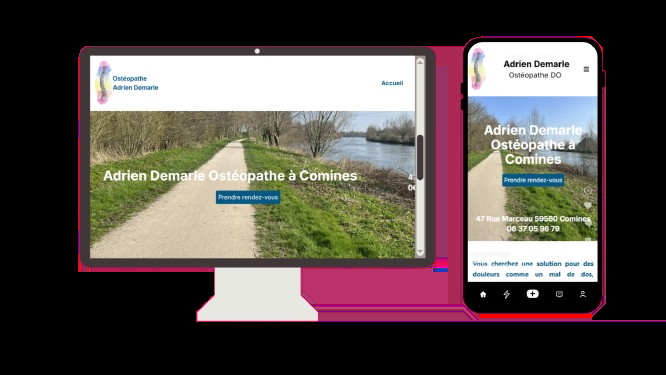 Ostéopathe
Adrien Demarle
Accueil
Adrien Demarle Ostéopathe à Comines
Prendre rendez-vous
47
06
Adrien Demarle
Ostéopathe DO
Adrien Demarle
Ostéopathe à
Comines
Prendre rendez-vous
47 Rue Marceau 59560 Comines
06 37 05 96 79
Vous cherchez une solution pour des
douleurs comme un mal de dos,